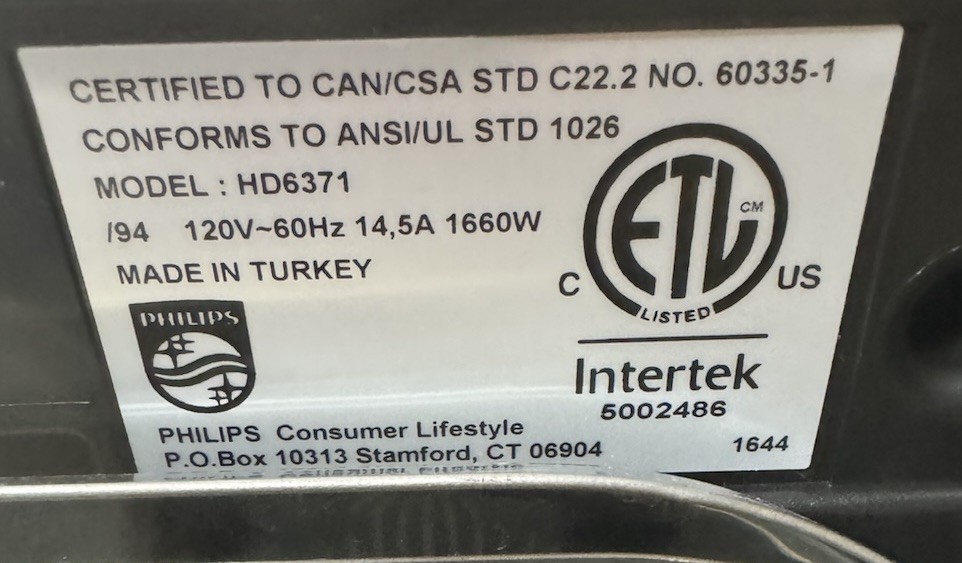 CERTIFIED TO CAN/CSA STD C22.2 NO. 60335-1
CONFORMS TO ANSI/UL STD 1026
MODEL : HD6371
/94 120V~60Hz 14,5A 1660W
MADE IN TURKEY
ETL CM
C US
LISTED
Intertek
5002486
PHILIPS
PHILIPS Consumer Lifestyle
P.O.Box 10313 Stamford, CT 06904
1644